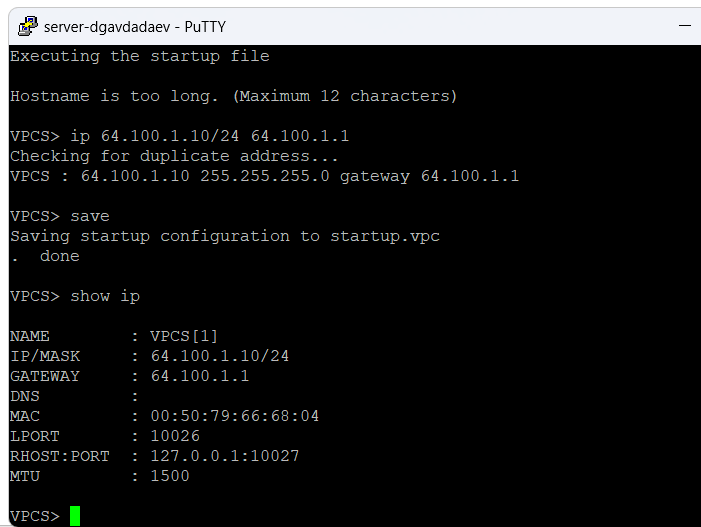 server-dgavdadaev - PuTTY
Executing the startup file
Hostname is too long. (Maximum 12 characters)
VPCS> ip 64.100.1.10/24 64.100.1.1
Checking for duplicate address...
VPCS : 64.100.1.10 255.255.255.0 gateway 64.100.1.1
VPCS> save
Saving startup configuration to startup.vpc
.  done
VPCS> show ip
NAME        : VPCS[1]
IP/MASK     : 64.100.1.10/24
GATEWAY     : 64.100.1.1
DNS         :
MAC         : 00:50:79:66:68:04
LPORT       : 10026
RHOST:PORT  : 127.0.0.1:10027
MTU         : 1500
VPCS>